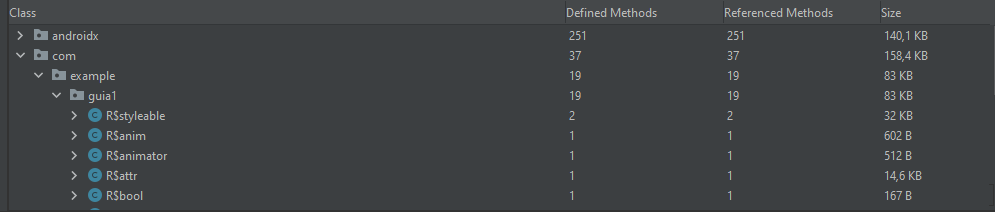 Class Defined Methods Referenced Methods Size
androidx 251 251 140,1 KB
com 37 37 158,4 KB
example 19 19 83 KB
guia1 19 19 83 KB
C R$styleable 2 2 32 KB
C R$anim 1 1 602 B
C R$animator 1 1 512 B
C R$attr 1 1 14,6 KB
C R$bool 1 1 167 B